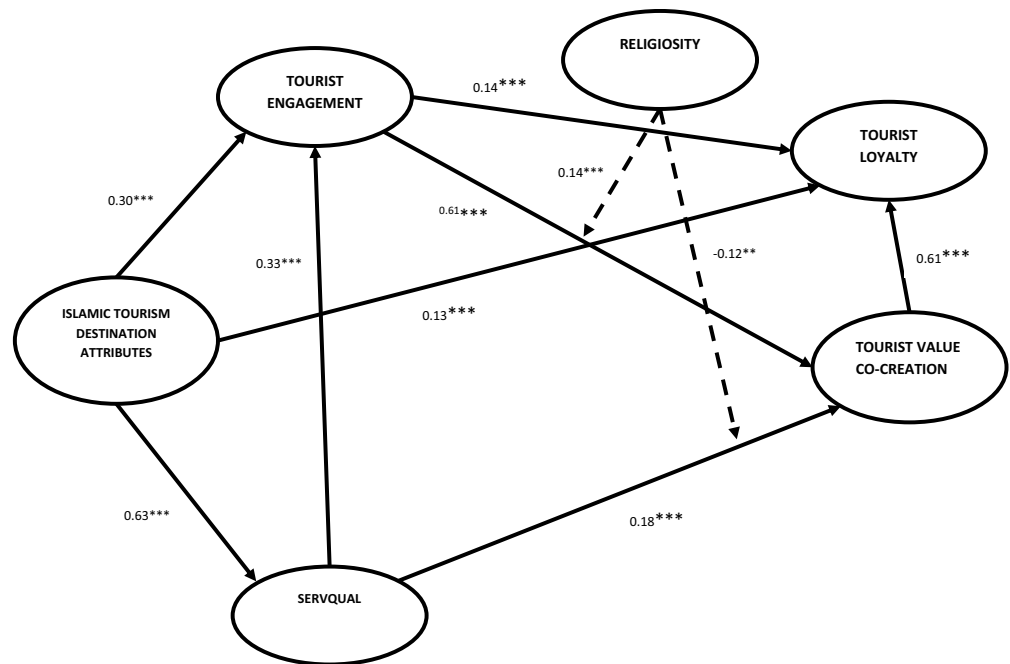 RELIGIOSITY
TOURIST
ENGAGEMENT
0.14***
TOURIST
LOYALTY
0.14***
0.30***
0.61***
0.33***
-0.12**
0.61***
ISLAMIC TOURISM
DESTINATION
ATTRIBUTES
0.13***
TOURIST VALUE
CO-CREATION
0.63***
0.18***
SERVQUAL